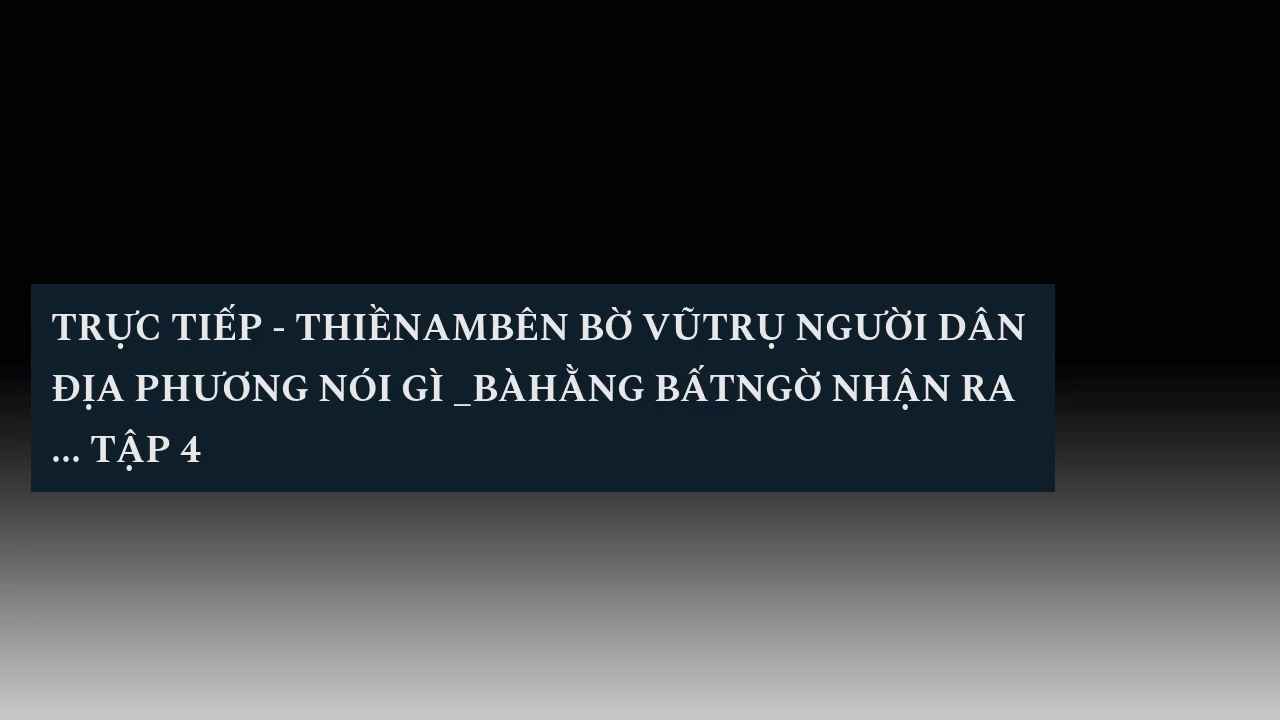 TRỰC TIẾP - THIỀNAMBÊN BỜ VŨTRỤ NGƯỜI DÂN
ĐỊA PHƯƠNG NÓI GÌ _BÀHẰNG BẤTNGỜ NHẬN RA
... TẬP 4